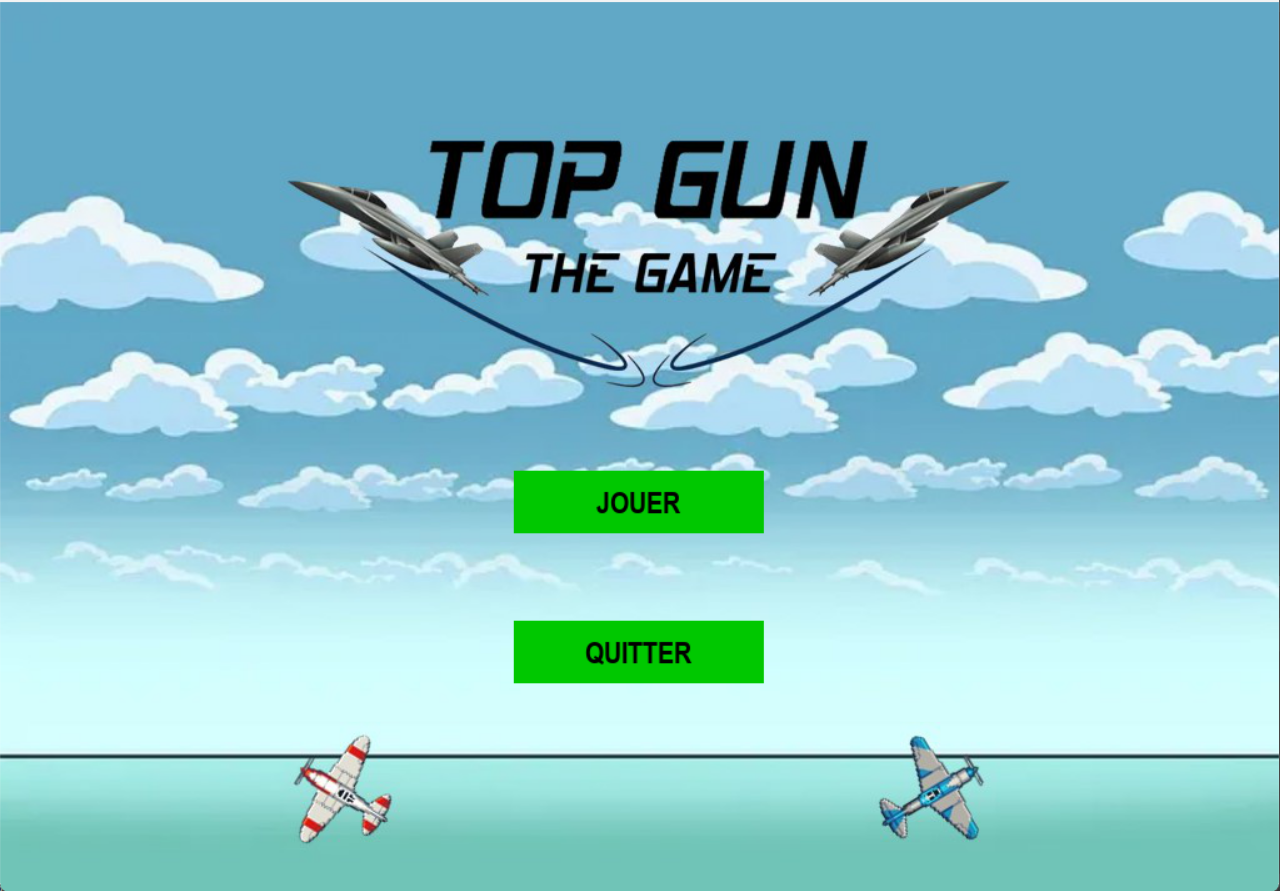 TOP GUN
THE GAME
JOUER
QUITTER